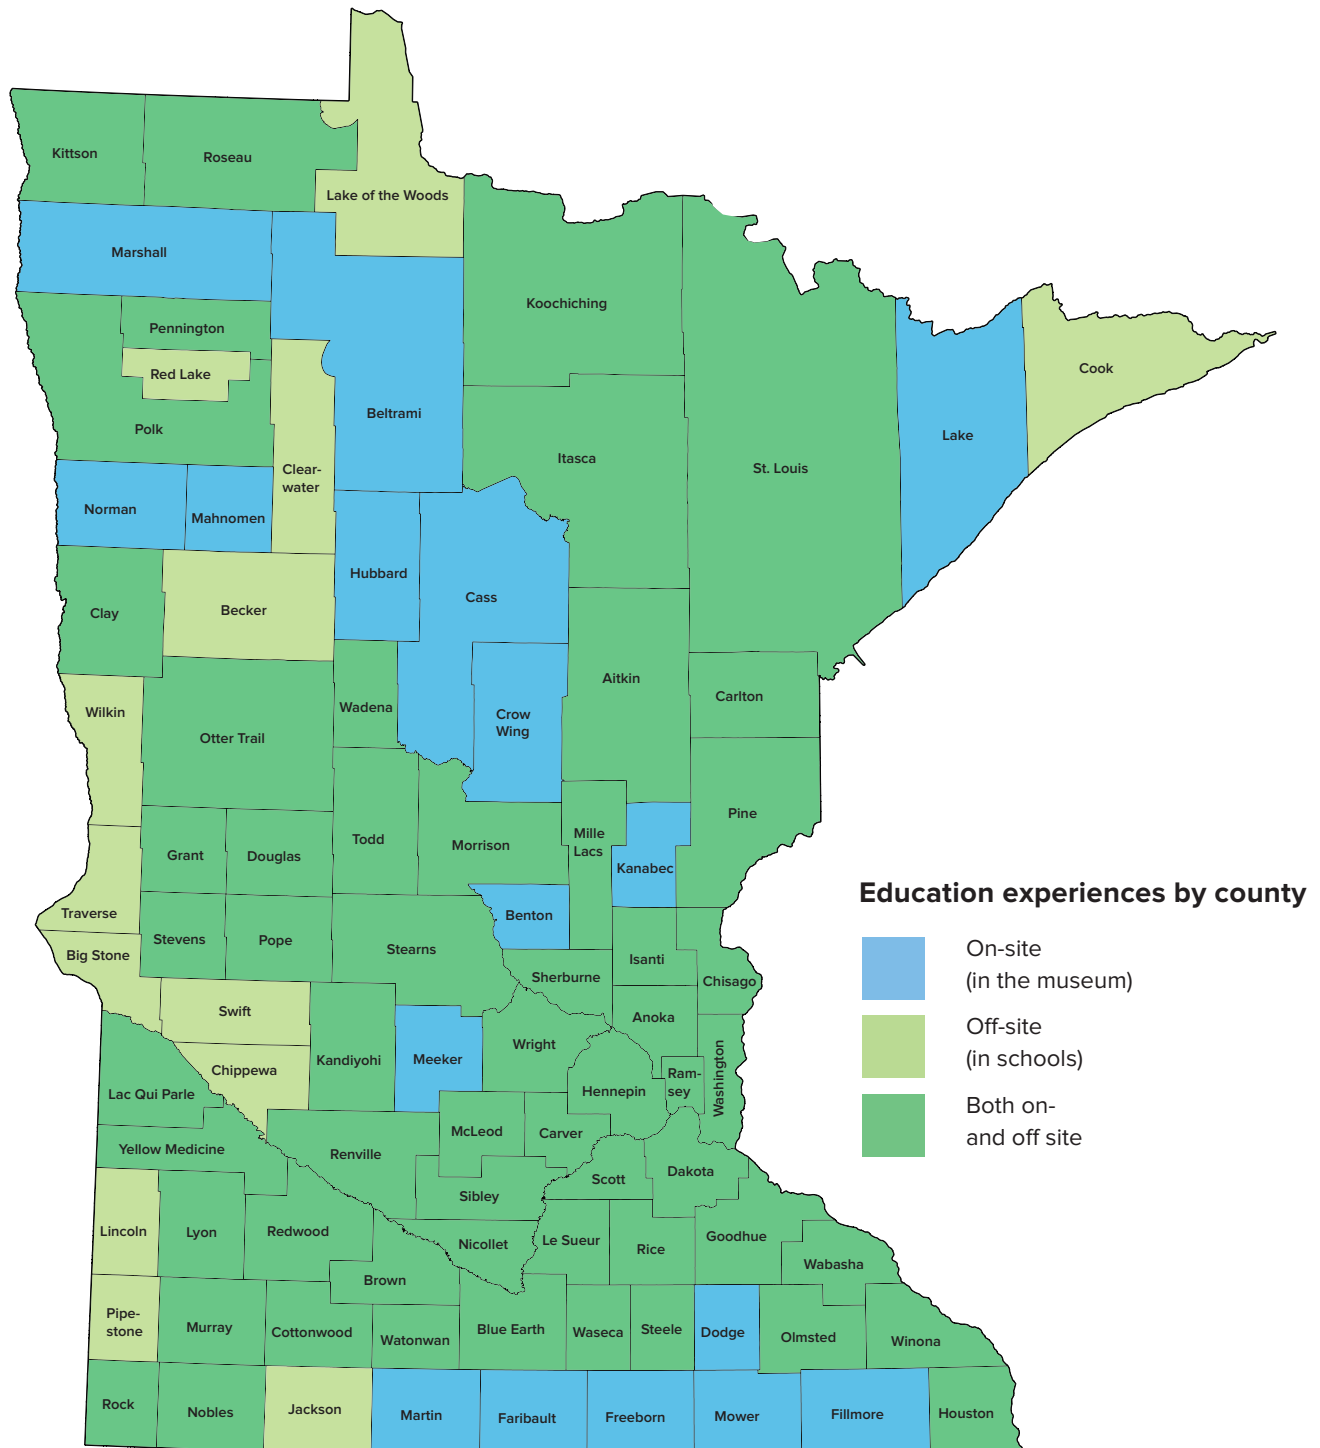 Kittson
Roseau
Lake of the Woods
Marshall
Koochiching
Pennington
Red Lake
Cook
Beltrami
Polk
Lake
Itasca
St. Louis
Clear-
water
Norman
Mahnomen
Hubbard
Cass
Becker
Clay
Aitkin
Carlton
Wadena
Wilkin
Crow
Wing
Otter Trail
Pine
Mille
Lacs
Todd
Morrison
Grant
Douglas
Kanabec
Education experiences by county
Traverse
Benton
Stevens
Pope
Stearns
Big Stone
Isanti
On-site
(in the museum)
Sherburne
Chisago
Swift
Anoka
Off-site
(in schools)
Wright
Kandiyohi
Meeker
Chippewa
Washington
Ram-
sey
Hennepin
Lac Qui Parle
Both on-
and off site
McLeod
Carver
Yellow Medicine
Renville
Dakota
Scott
Sibley
Lincoln
Lyon
Redwood
Nicollet
Le Sueur
Rice
Goodhue
Wabasha
Brown
Pipe-
stone
Murray
Cottonwood
Watonwan
Blue Earth
Waseca
Steele
Dodge
Olmsted
Winona
Rock
Nobles
Jackson
Martin
Faribault
Freeborn
Mower
Fillmore
Houston